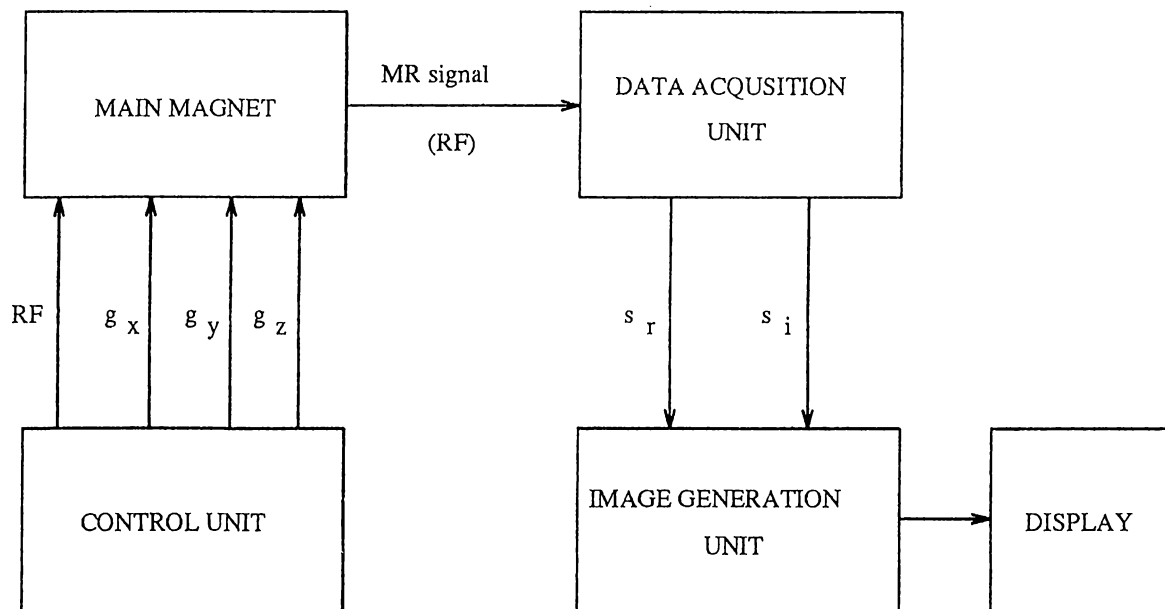 MAIN MAGNET
MR signal
(RF)
DATA ACQUSITION
UNIT
RF
g x
g y
g z
s r
s i
CONTROL UNIT
IMAGE GENERATION
UNIT
DISPLAY